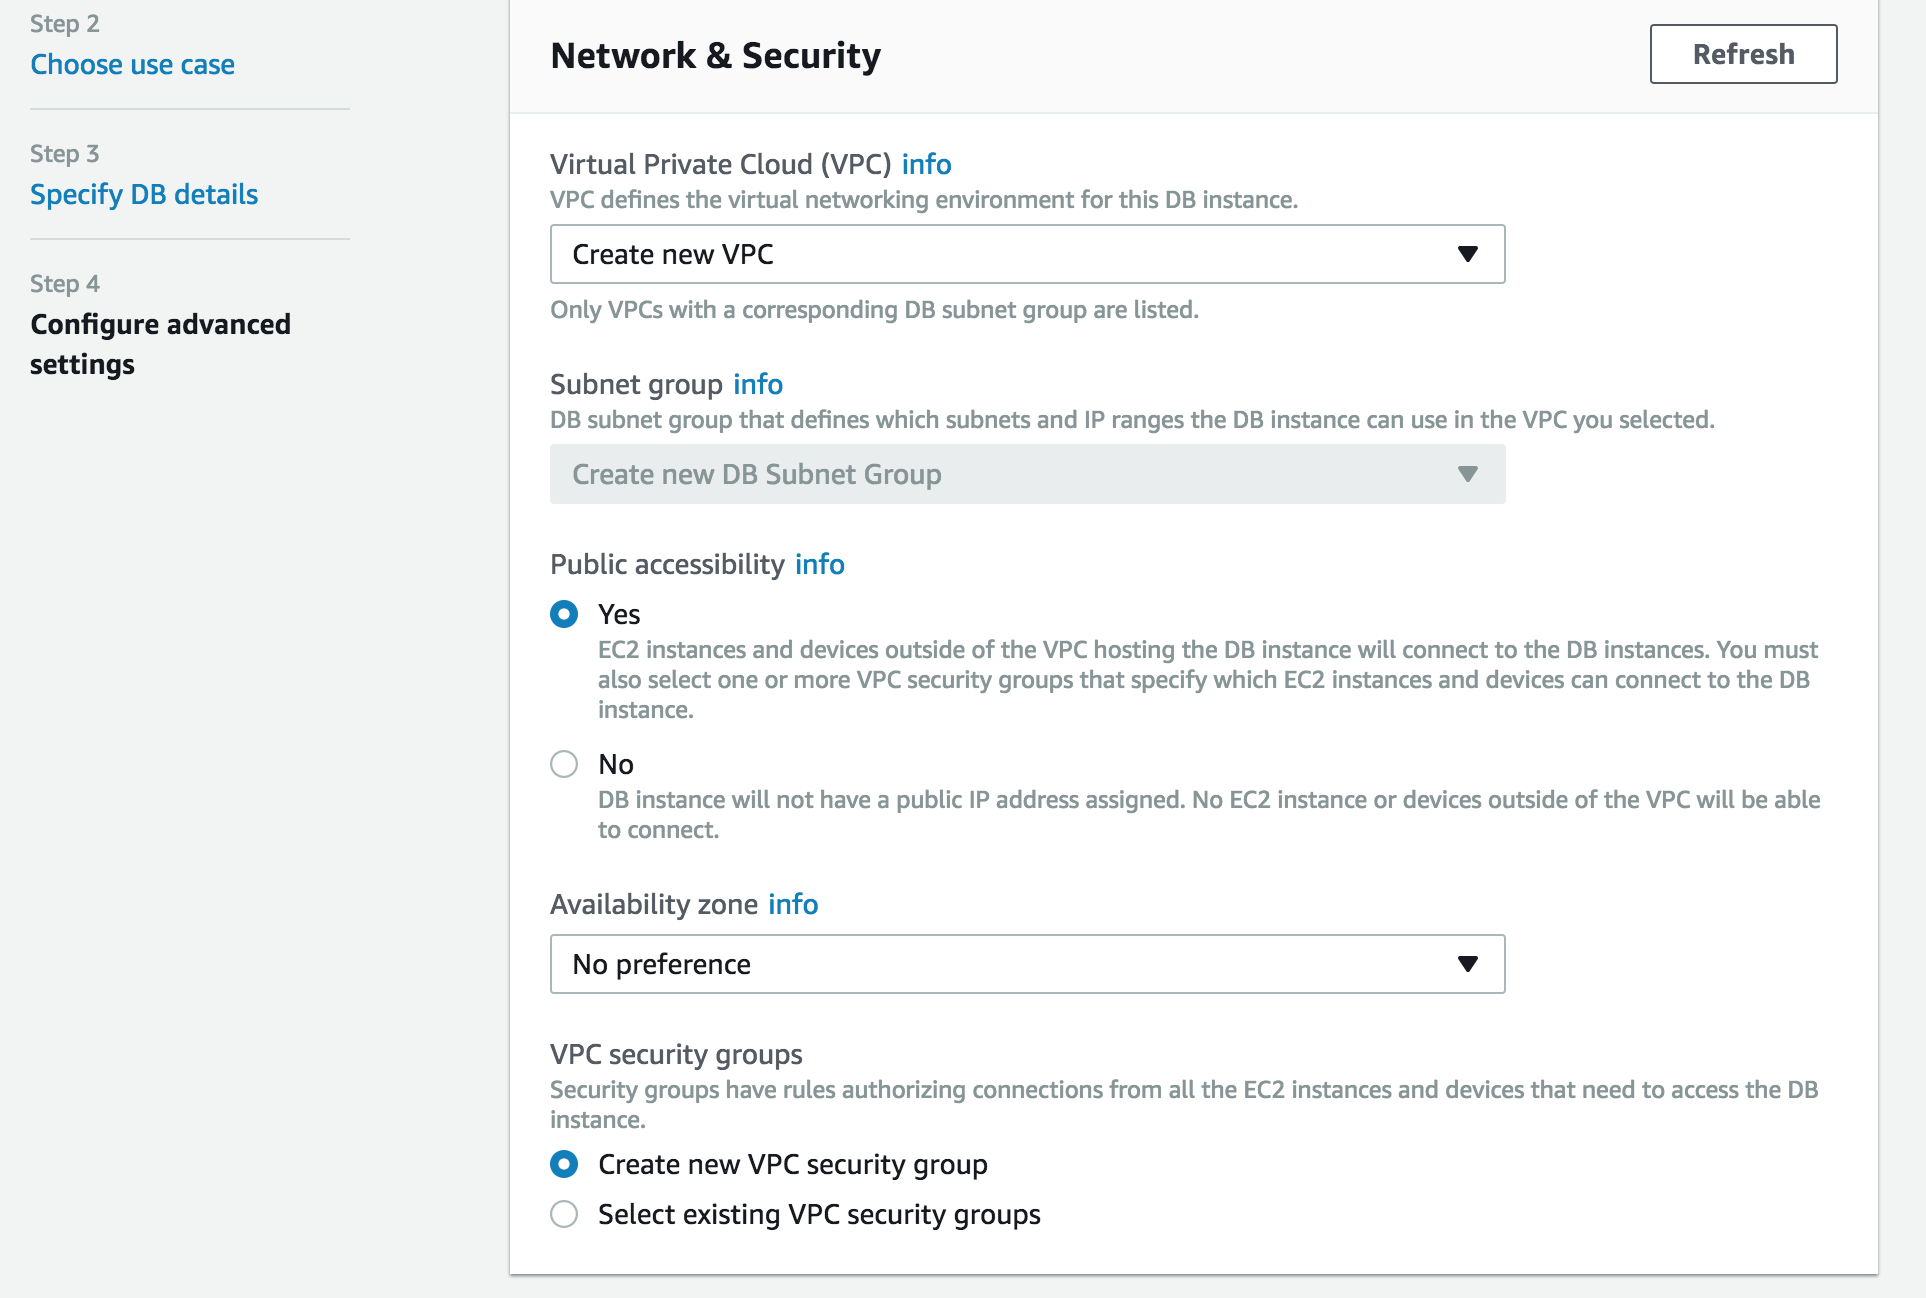 Step 2
Choose use case
Step 3
Specify DB details
Step 4
Configure advanced
settings
Network & Security
Refresh
Virtual Private Cloud (VPC) info
VPC defines the virtual networking environment for this DB instance.
Create new VPC
Only VPCs with a corresponding DB subnet group are listed.
Subnet group info
DB subnet group that defines which subnets and IP ranges the DB instance can use in the VPC you selected.
Create new DB Subnet Group
Public accessibility info
Yes
EC2 instances and devices outside of the VPC hosting the DB instance will connect to the DB instances. You must
also select one or more VPC security groups that specify which EC2 instances and devices can connect to the DB
instance.
No
DB instance will not have a public IP address assigned. No EC2 instance or devices outside of the VPC will be able
to connect.
Availability zone info
No preference
VPC security groups
Security groups have rules authorizing connections from all the EC2 instances and devices that need to access the DB
instance.
Create new VPC security group
Select existing VPC security groups